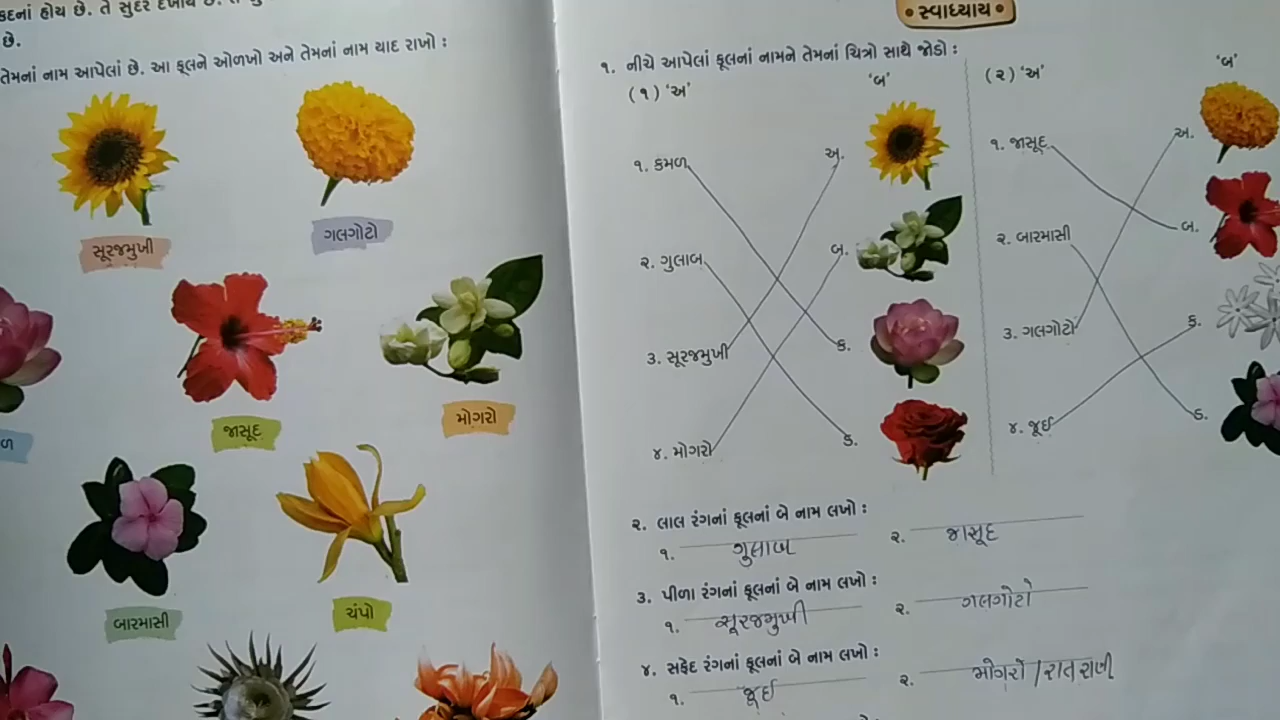 કદનાં હોય છે. તે સુંદર દેખાય છે.
છે.
તેમનાં નામ આપેલાં છે. આ ફૂલને ઓળખો અને તેમનાં નામ યાદ રાખો :
સૂરજમુખી
ગલગોટો
જાસૂદ
મોગરો
ળ
બારમાસી
ચંપો
• સ્વાધ્યાય •
૧. નીચે આપેલાં ફૂલનાં નામને તેમનાં ચિત્રો સાથે જોડો :
(૧) ‘અ’ ‘બ’
૧. કમળ અ.
૨. ગુલાબ બ.
૩. સૂરજમુખી ક.
૪. મોગરો ડ.
(૨) ‘અ’ ‘બ’
૧. જાસૂદ અ.
૨. બારમાસી બ.
૩. ગલગોટો ક.
૪. જૂઈ ડ.
૨. લાલ રંગનાં ફૂલનાં બે નામ લખો :
૧. ગુલાબ ૨. જાસૂદ
૩. પીળા રંગનાં ફૂલનાં બે નામ લખો :
૧. સૂરજમુખી ૨. ગલગોટો
૪. સફેદ રંગનાં ફૂલનાં બે નામ લખો :
૧. જૂઈ ૨. મોગરો / રાતરાણી